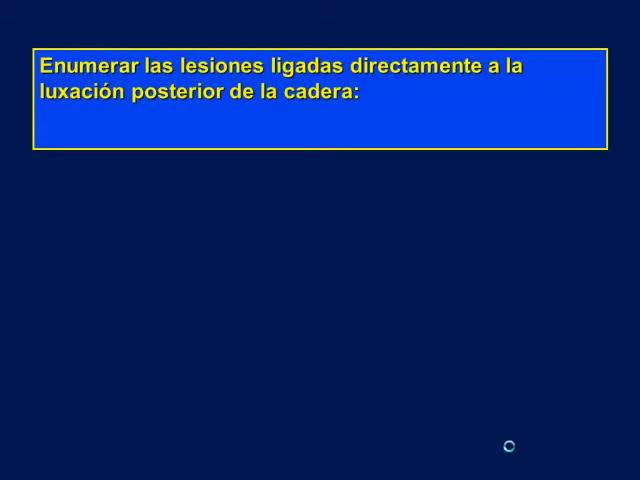 Enumerar las lesiones ligadas directamente a la
luxación posterior de la cadera: